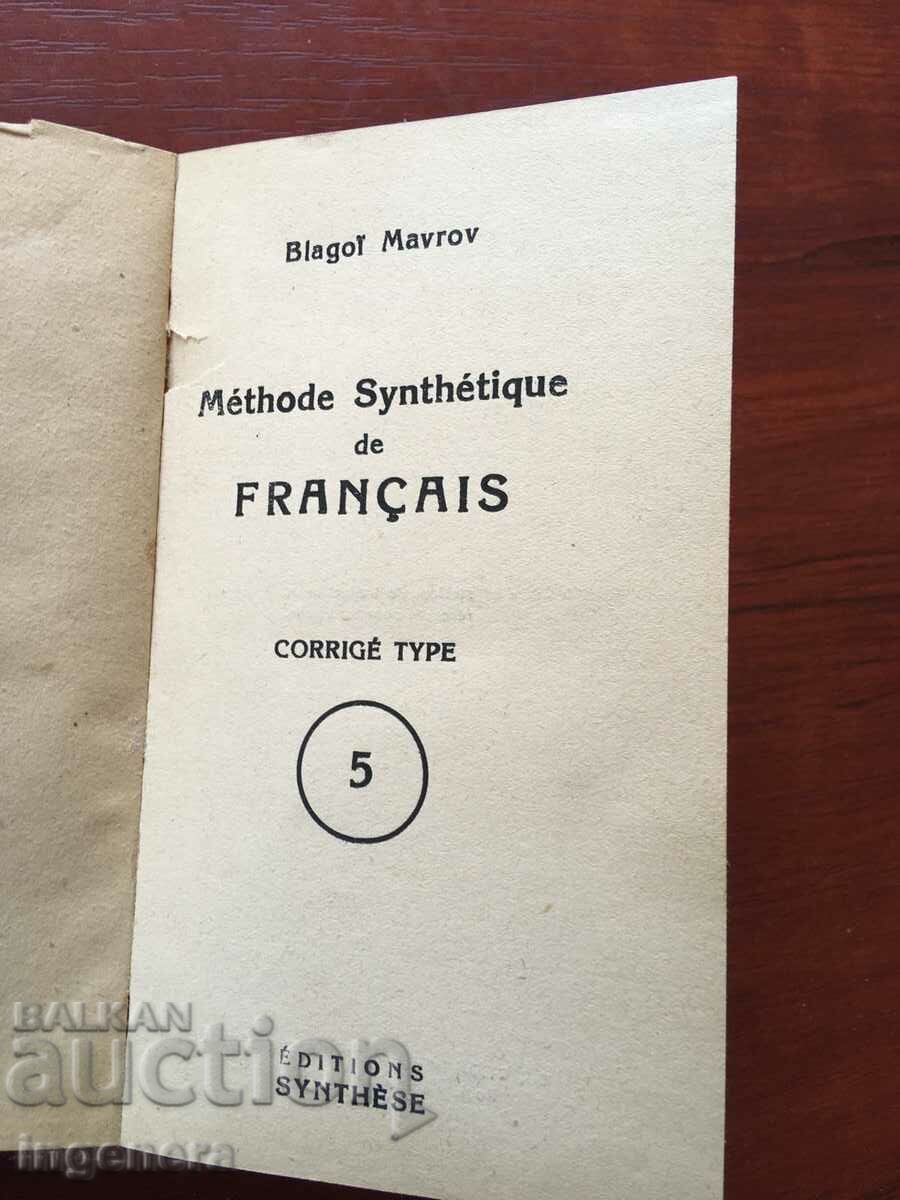 Blagoï Mavrov
Méthode Synthétique
de
FRANÇAIS
CORRIGÉ TYPE
5
ÉDITIONS
SYNTHÈSE
BALKAN
auction
ingenera